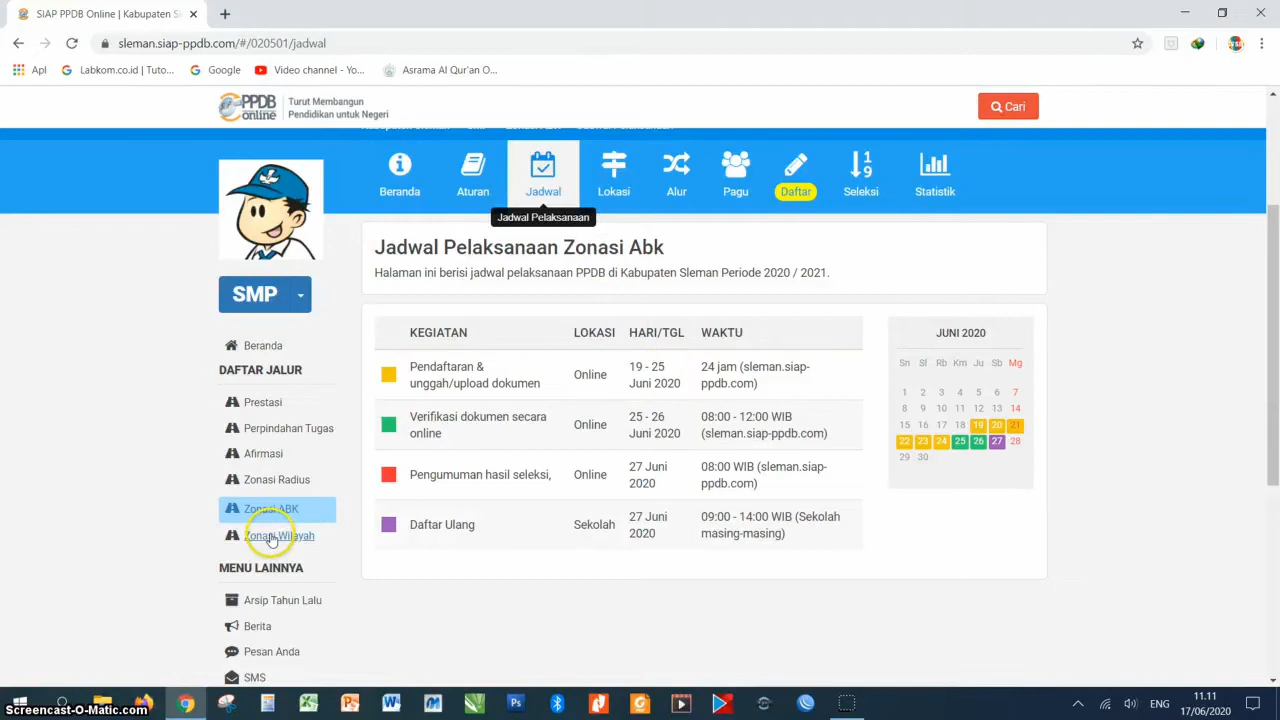 SIAP PPDB Online | Kabupaten S
sleman.siap-ppdb.com/#/020501/jadwal
Apl
Labkom.co.id | Tuto...
Google
Video channel - Yo...
Asrama Al Qur'an O...
PPDB online
Turut Membangun
Pendidikan untuk Negeri
Cari
Beranda
Aturan
Jadwal
Lokasi
Alur
Pagu
Daftar
Seleksi
Statistik
Jadwal Pelaksanaan
SMP
Beranda
DAFTAR JALUR
Prestasi
Perpindahan Tugas
Afirmasi
Zonasi Radius
Zonasi ABK
Zonasi Wilayah
MENU LAINNYA
Arsip Tahun Lalu
Berita
Pesan Anda
SMS
Jadwal Pelaksanaan Zonasi Abk
Halaman ini berisi jadwal pelaksanaan PPDB di Kabupaten Sleman Periode 2020 / 2021.
KEGIATAN LOKASI HARI/TGL WAKTU
Pendaftaran &
unggah/upload dokumen
Online
19 - 25
Juni 2020
24 jam (sleman.siap-
ppdb.com)
Verifikasi dokumen secara
online
Online
25 - 26
Juni 2020
08:00 - 12:00 WIB
(sleman.siap-ppdb.com)
Pengumuman hasil seleksi,
Online
27 Juni
2020
08:00 WIB (sleman.siap-
ppdb.com)
Daftar Ulang
Sekolah
27 Juni
2020
09:00 - 14:00 WIB (Sekolah
masing-masing)
JUNI 2020
Sn Sl Rb Km Ju Sb Mg
1 2 3 4 5 6 7
8 9 10 11 12 13 14
15 16 17 18 19 20 21
22 23 24 25 26 27 28
29 30
ENG
11.11
17/06/2020
Screencast-O-Matic.com